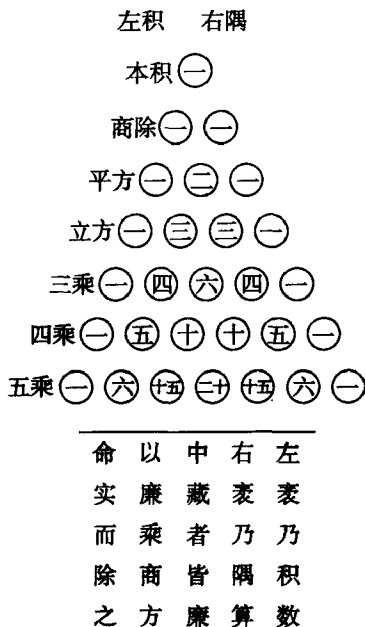 左积 右隅
本积 一
商除 一 一
平方 一 二 一
立方 一 三 三 一
三乘 一 四 六 四 一
四乘 一 五 十 十 五 一
五乘 一 六 十五 二十 十五 六 一
左袤乃积数
右袤乃隅算
中藏者皆廉
以廉乘商方
命实而除之